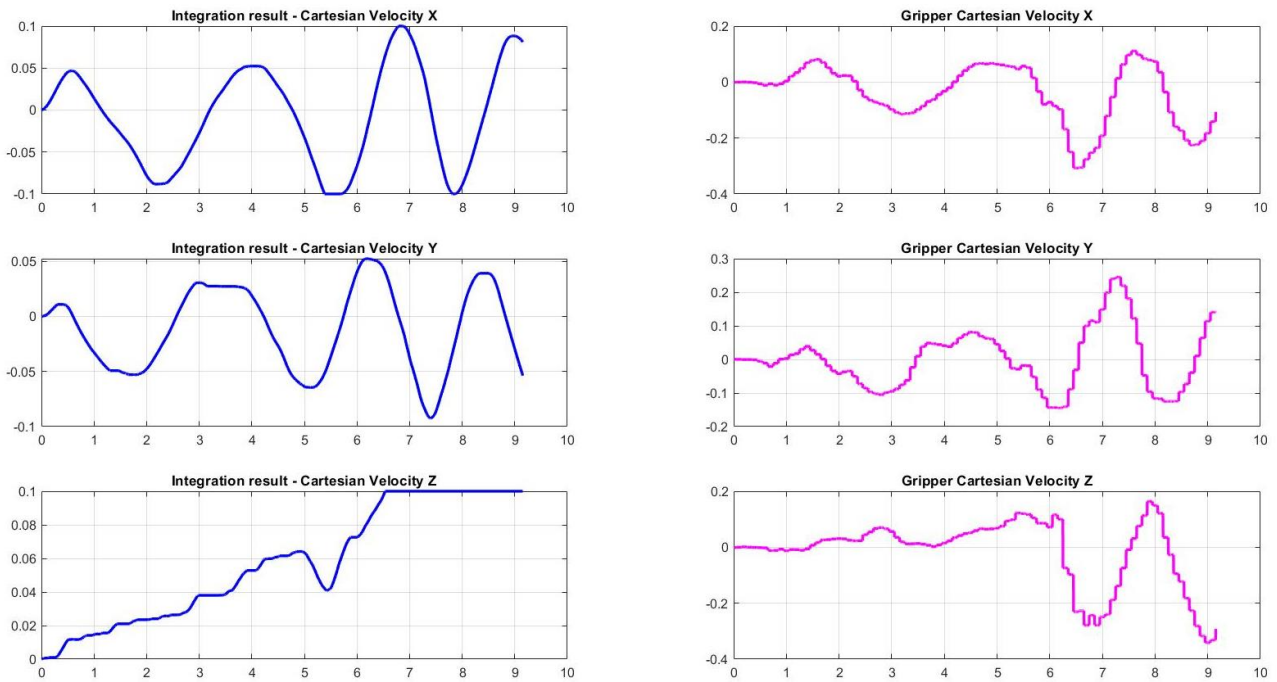 Integration result - Cartesian Velocity X
0.1
0.05
0
-0.05
-0.1
0 1 2 3 4 5 6 7 8 9 10
Gripper Cartesian Velocity X
0.2
0
-0.2
-0.4
0 1 2 3 4 5 6 7 8 9 10
Integration result - Cartesian Velocity Y
0.05
0
-0.05
-0.1
0 1 2 3 4 5 6 7 8 9 10
Gripper Cartesian Velocity Y
0.3
0.2
0.1
0
-0.1
-0.2
0 1 2 3 4 5 6 7 8 9 10
Integration result - Cartesian Velocity Z
0.1
0.08
0.06
0.04
0.02
0
0 1 2 3 4 5 6 7 8 9 10
Gripper Cartesian Velocity Z
0.2
0
-0.2
-0.4
0 1 2 3 4 5 6 7 8 9 10